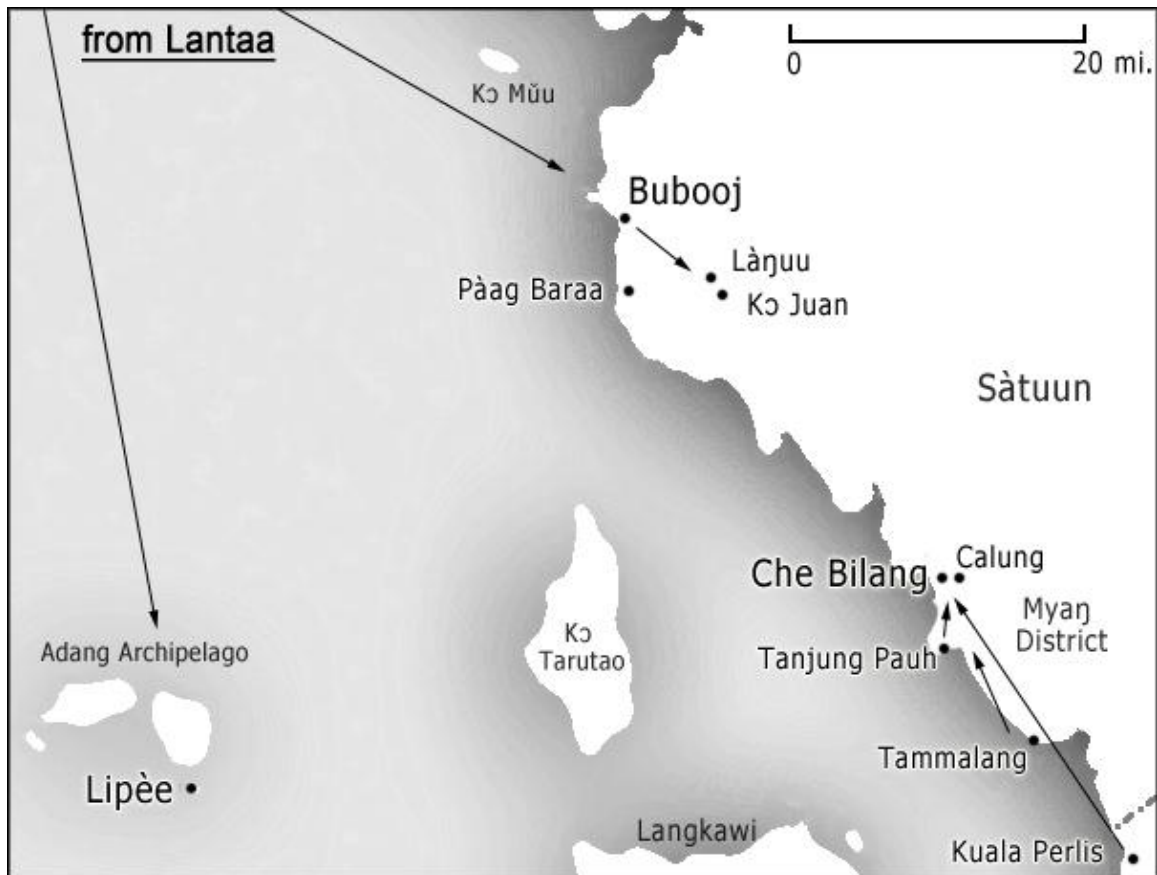 from Lantaa
0 20 mi.
Kɔ Mŭu
Bubooj
Làŋuu
Pàag Baraa
Kɔ Juan
Sàtuun
Che Bilang
Calung
Myaŋ
District
Kɔ
Tarutao
Adang Archipelago
Tanjung Pauh
Tammalang
Lipèe
Langkawi
Kuala Perlis